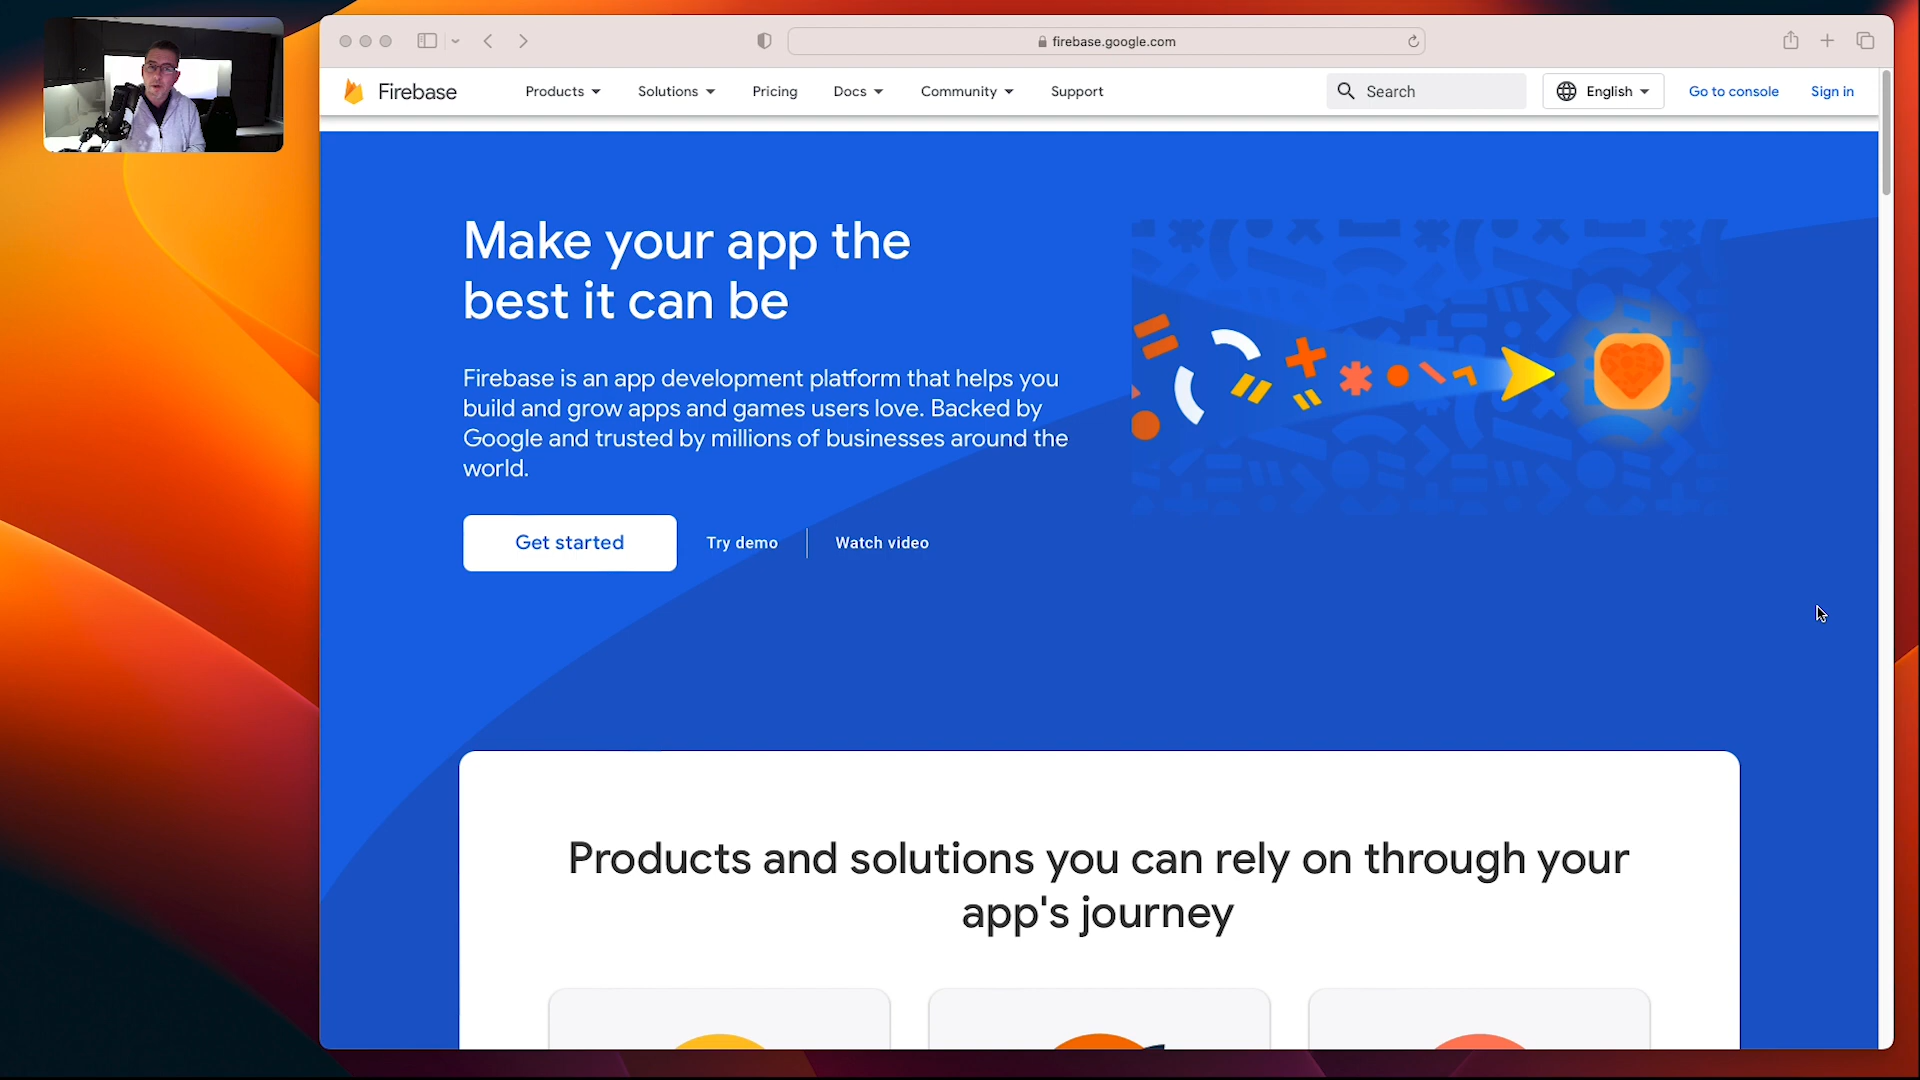 firebase.google.com
Firebase Products Solutions Pricing Docs Community Support Search English Go to console Sign in
Make your app the
best it can be
Firebase is an app development platform that helps you
build and grow apps and games users love. Backed by
Google and trusted by millions of businesses around the
world.
Get started Try demo Watch video
Products and solutions you can rely on through your
app's journey